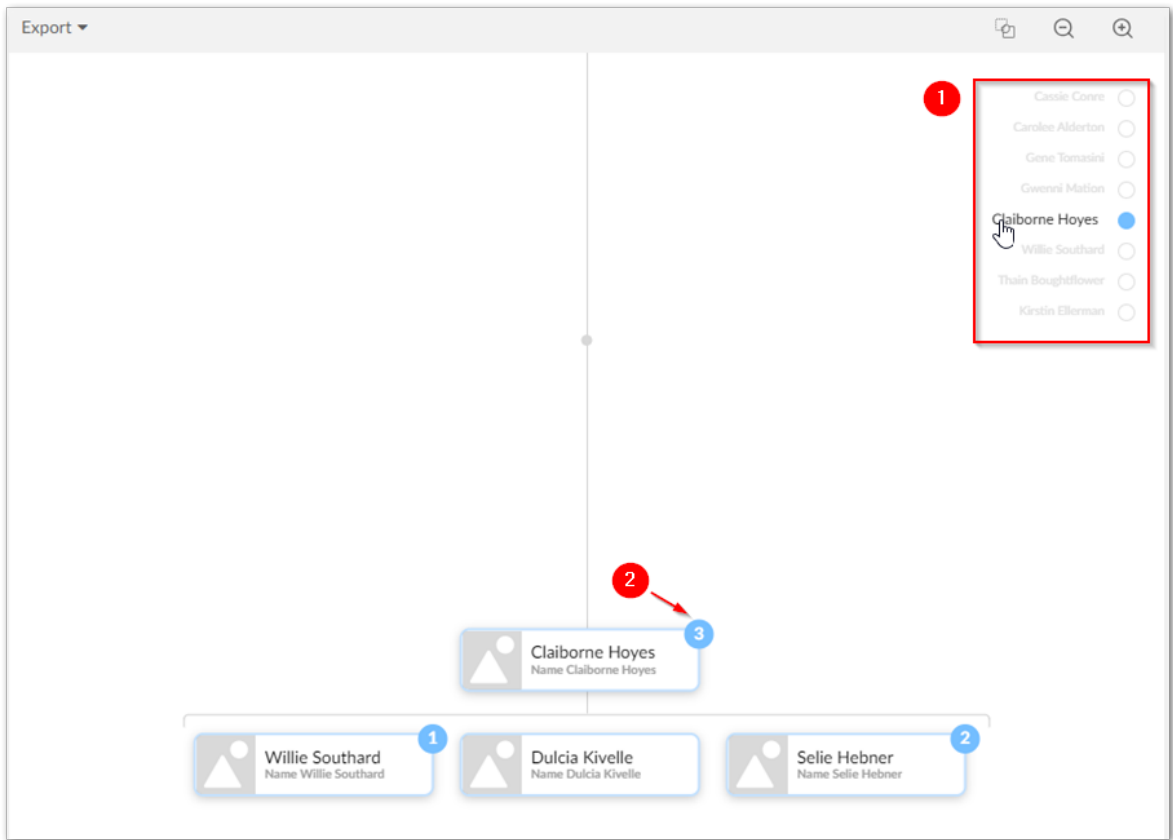 Export
1
Cassie Conre
Carolee Alderton
Gene Tomasini
Gwenni Mation
Claiborne Hoyes
Willie Southard
Thain Boughtflower
Kirstin Ellerman
2
3
Claiborne Hoyes
Name Claiborne Hoyes
1
Willie Southard
Name Willie Southard
Dulcia Kivelle
Name Dulcia Kivelle
2
Selie Hebner
Name Selie Hebner